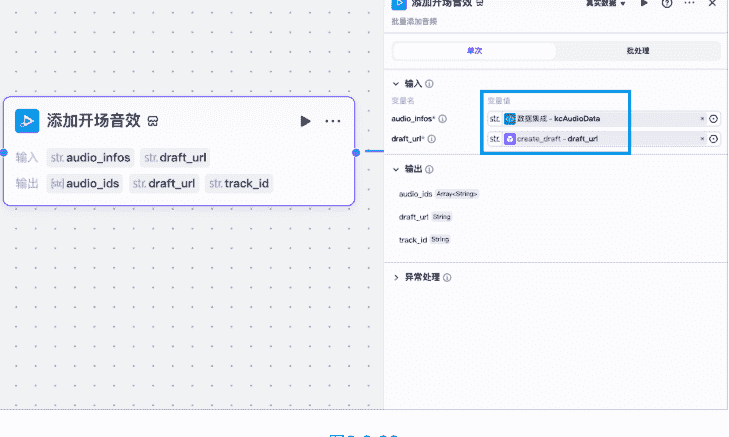 添加开场音效
真实数据
批量添加音频
单次 批处理
输入
变量名 变量值
audio_infos* str. 数据集成 - kcAudioData
draft_url* str. create_draft - draft_url
输出
audio_ids Array<String>
draft_url String
track_id String
异常处理
添加开场音效
输入 str. audio_infos str. draft_url
输出 [str] audio_ids str. draft_url str. track_id